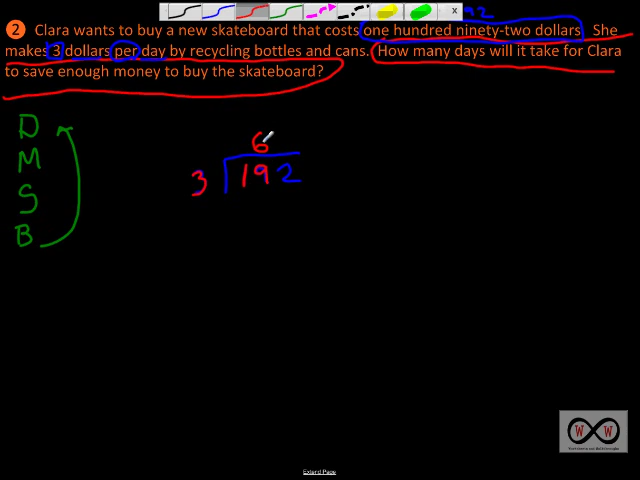 x 92
2 Clara wants to buy a new skateboard that costs one hundred ninety-two dollars. She
makes 3 dollars per day by recycling bottles and cans. How many days will it take for Clara
to save enough money to buy the skateboard?
D
M
S
B
6
3 192
W W
Extend Page